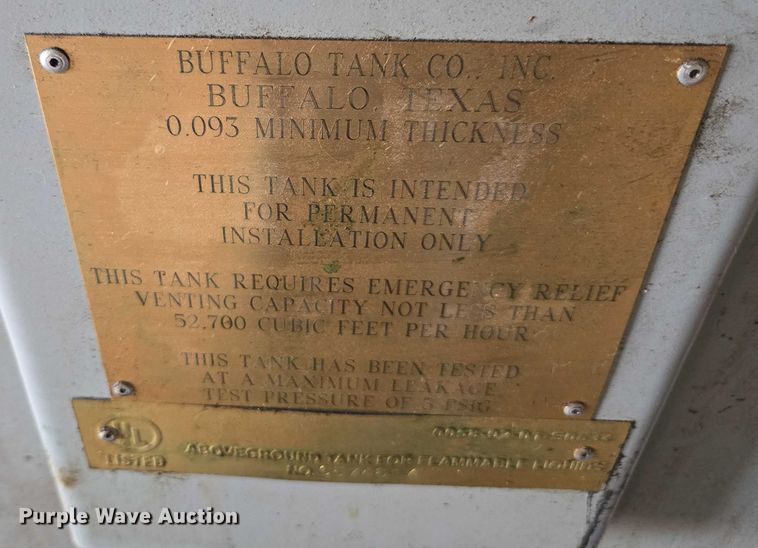 BUFFALO TANK CO., INC.
BUFFALO, TEXAS
0.093 MINIMUM THICKNESS
THIS TANK IS INTENDED
FOR PERMANENT
INSTALLATION ONLY
THIS TANK REQUIRES EMERGENCY RELIEF
VENTING CAPACITY NOT LESS THAN
52,700 CUBIC FEET PER HOUR
THIS TANK HAS BEEN TESTED
AT A MAXIMUM LEAKAGE
TEST PRESSURE OF 3 PSIG
UL
LISTED
ABOVEGROUND TANK FOR FLAMMABLE LIQUIDS
NO.
Purple Wave Auction